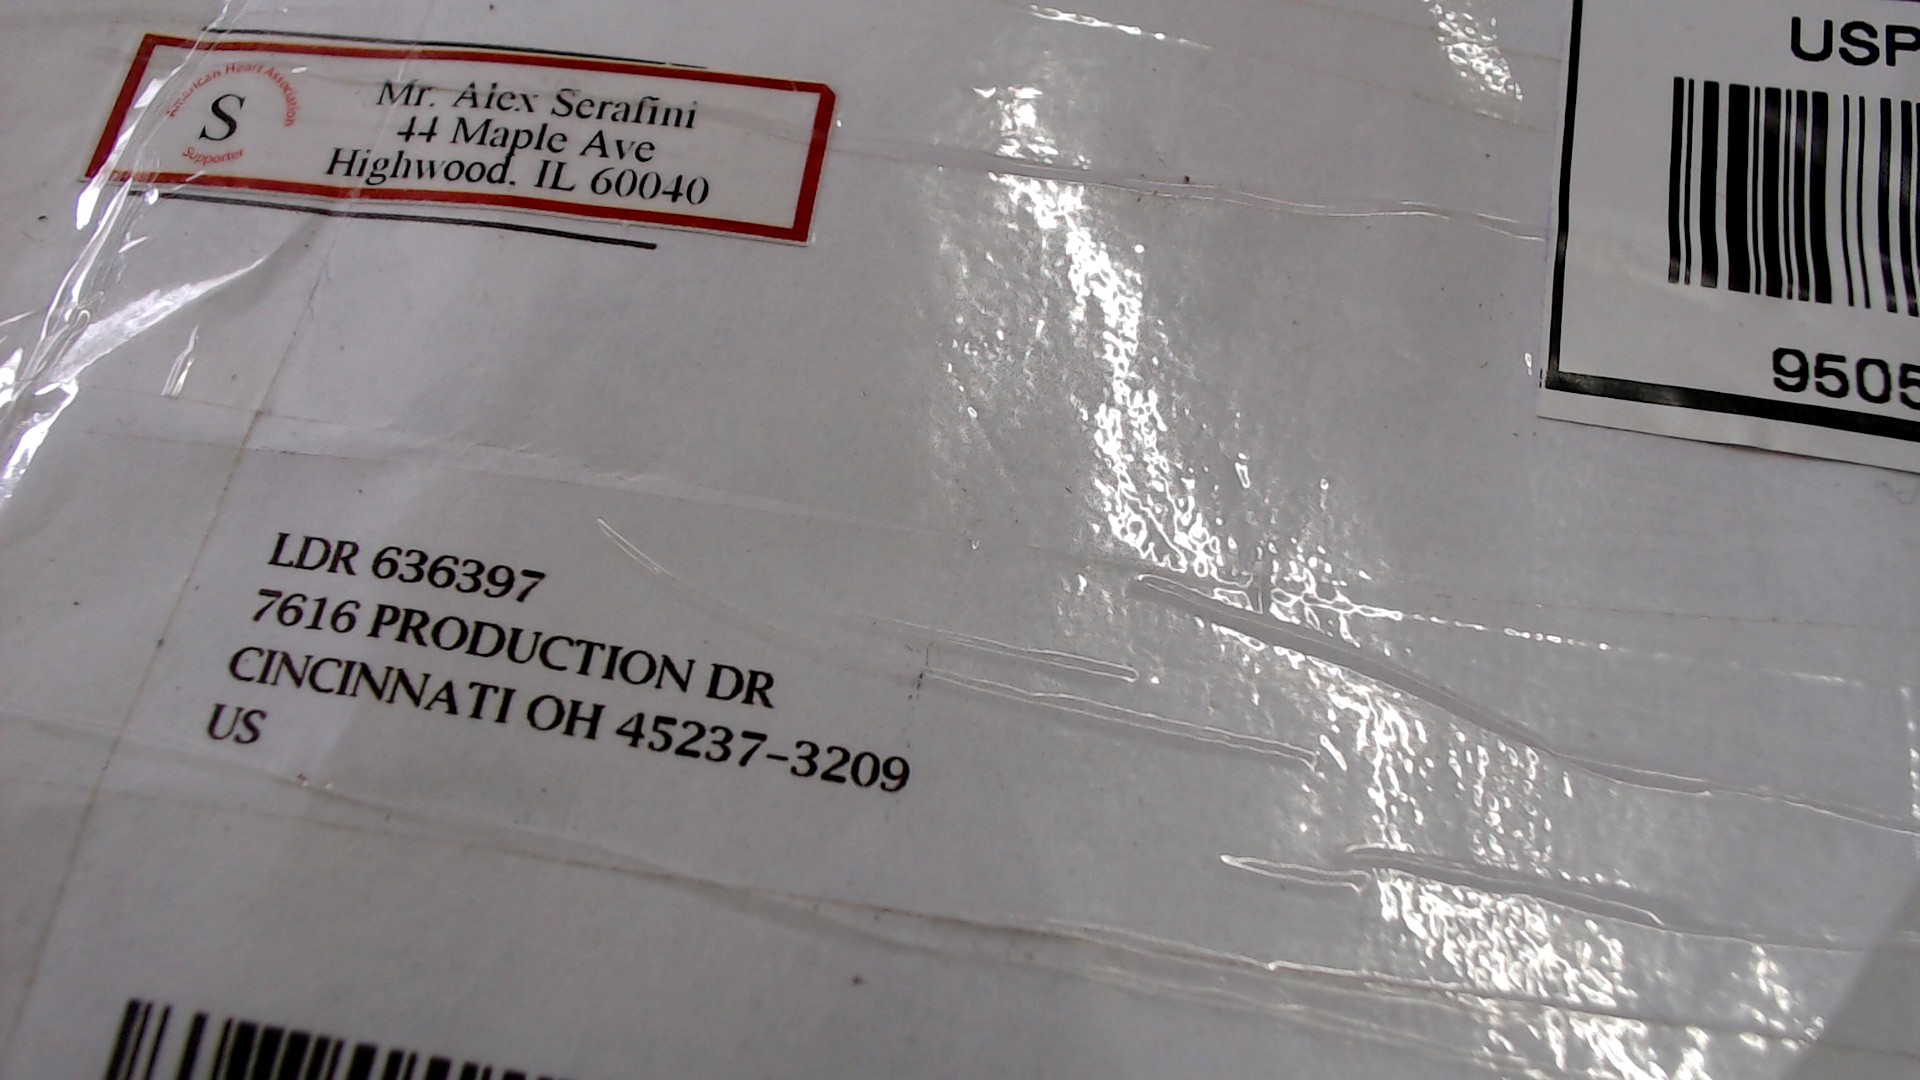 American Heart Association
S
Supporter
Mr. Alex Serafini
44 Maple Ave
Highwood, IL 60040
USP
9505
LDR 636397
7616 PRODUCTION DR
CINCINNATI OH 45237-3209
US